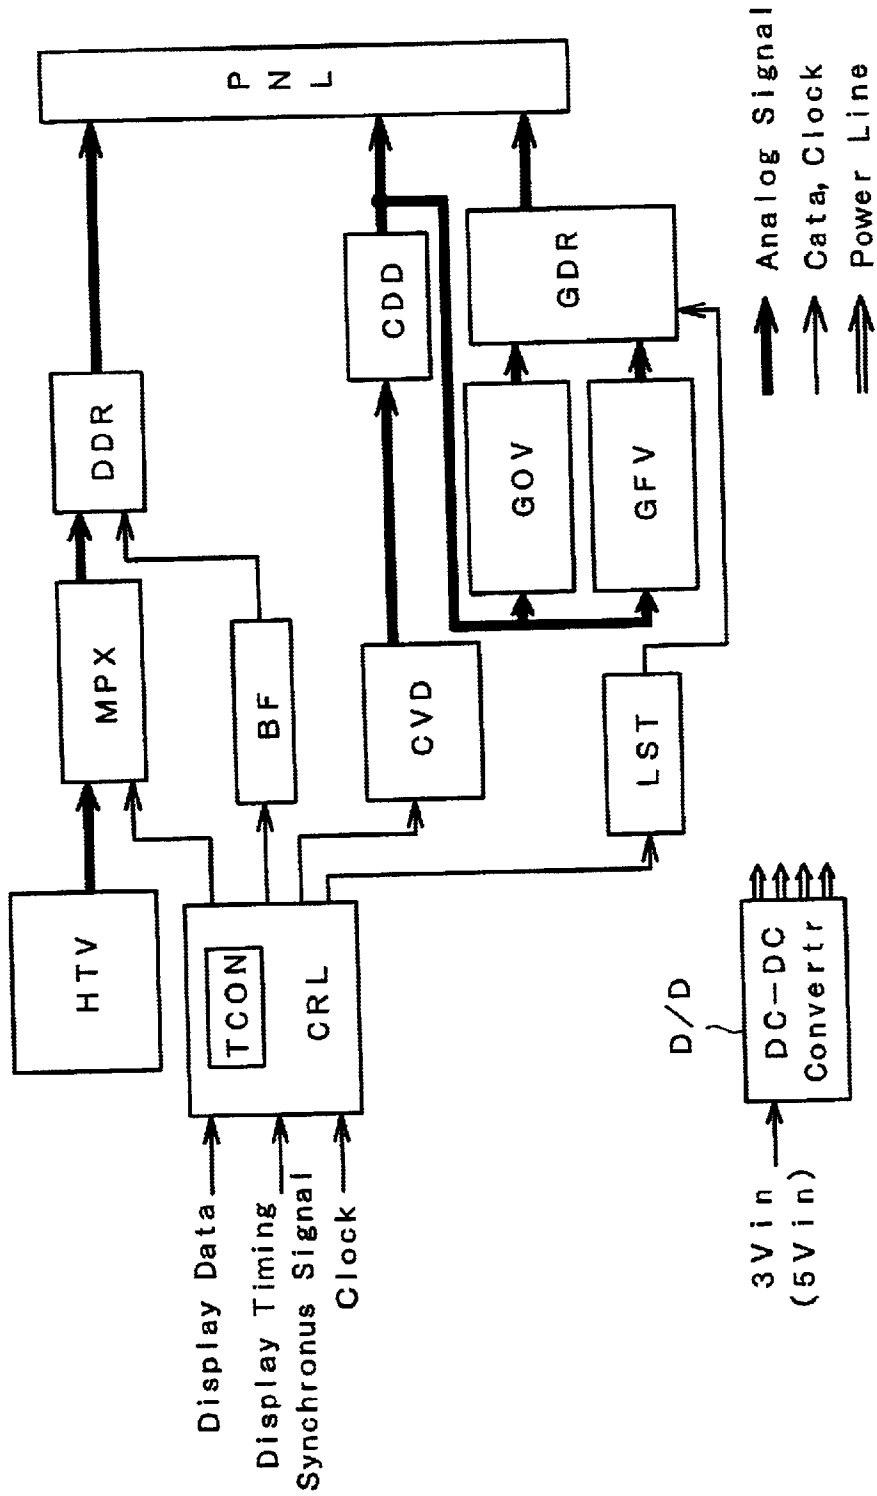 PNL
DDR
CDD
GDR
MPX
BF
GOV
GFV
CVD
LST
HTV
TCON
CRL
Display Data
Display Timing
Synchronus Signal
Clock
D/D
DC-DC
Convertr
3Vin
(5Vin)
Analog Signal
Cata, Clock
Power Line